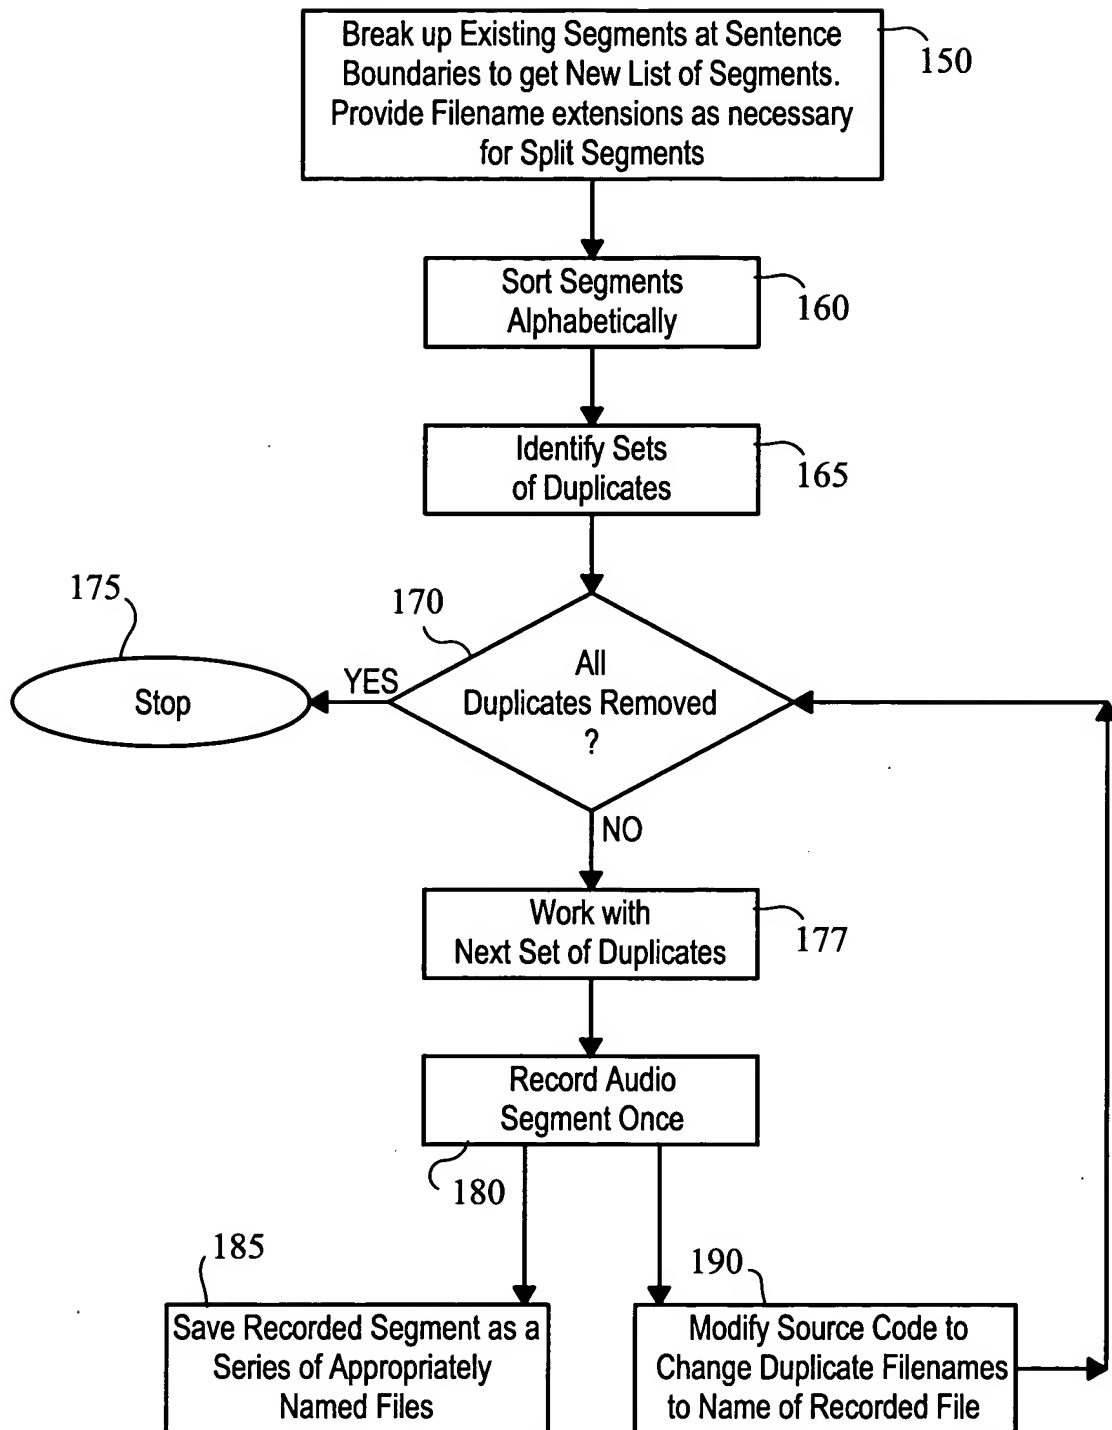 Break up Existing Segments at Sentence
Boundaries to get New List of Segments.
Provide Filename extensions as necessary
for Split Segments
150
Sort Segments
Alphabetically
160
Identify Sets
of Duplicates
165
175
170
Stop
YES
All
Duplicates Removed
?
NO
Work with
Next Set of Duplicates
177
Record Audio
Segment Once
180
185
190
Save Recorded Segment as a
Series of Appropriately
Named Files
Modify Source Code to
Change Duplicate Filenames
to Name of Recorded File